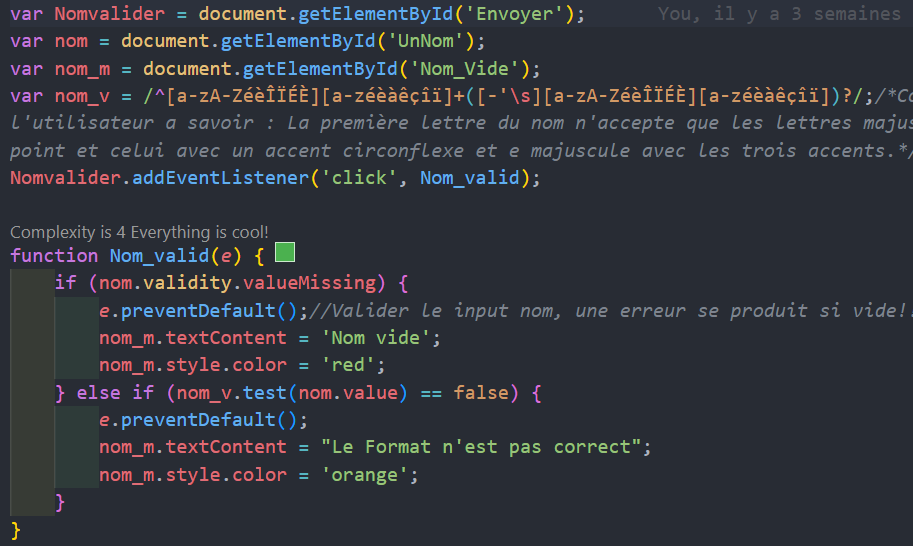 var Nomvalider = document.getElementById('Envoyer'); You, il y a 3 semaines
var nom = document.getElementById('UnNom');
var nom_m = document.getElementById('Nom_Vide');
var nom_v = /^[a-zA-ZéèÎÏÉÈ][a-zéèàêçîï]+([-'\s][a-zA-ZéèÎÏÉÈ][a-zéèàêçîï])?/;/*Co
l'utilisateur a savoir : La première lettre du nom n'accepte que les lettres majus
point et celui avec un accent circonflexe et e majuscule avec les trois accents.*/
Nomvalider.addEventListener('click', Nom_valid);
Complexity is 4 Everything is cool!
function Nom_valid(e) {
if (nom.validity.valueMissing) {
e.preventDefault();//Valider le input nom, une erreur se produit si vide!!
nom_m.textContent = 'Nom vide';
nom_m.style.color = 'red';
} else if (nom_v.test(nom.value) == false) {
e.preventDefault();
nom_m.textContent = "Le Format n'est pas correct";
nom_m.style.color = 'orange';
}
}